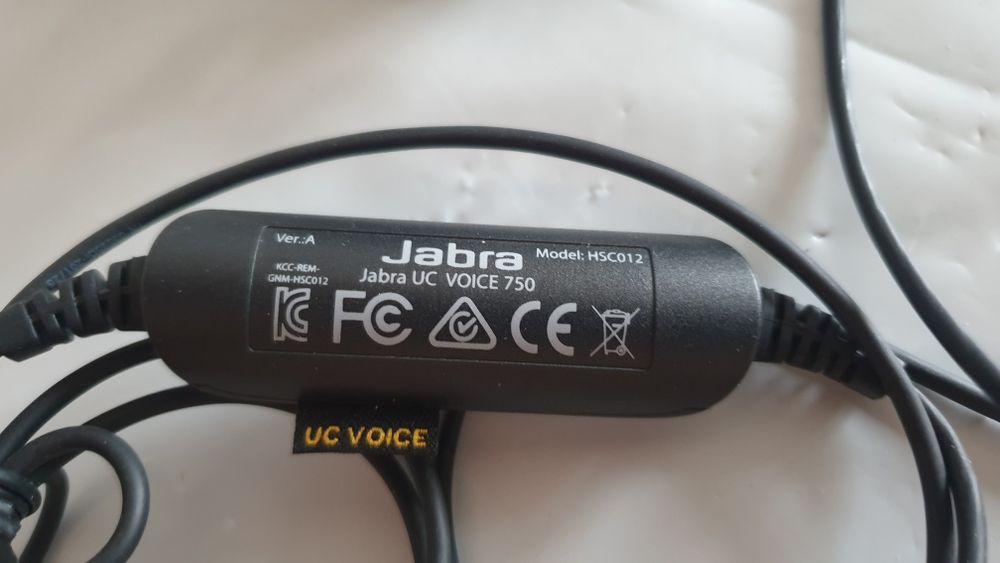 Ver.:A
Jabra
Model: HSC012
KCC-REM-
GNM-HSC012
Jabra UC VOICE 750
FC
CE
UC VOICE